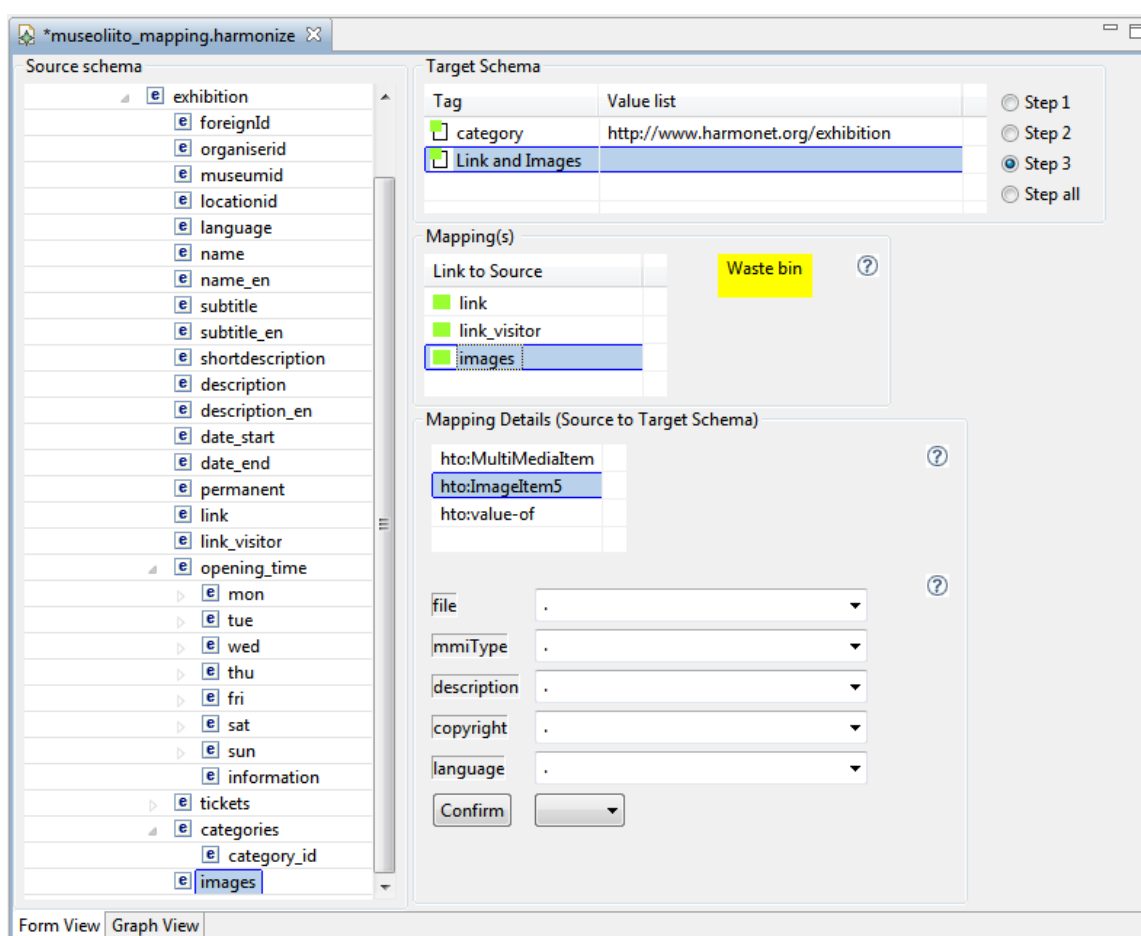 *museoliito_mapping.harmonize
Source schema
exhibition
foreignId
organiserid
museumid
locationid
language
name
name_en
subtitle
subtitle_en
shortdescription
description
description_en
date_start
date_end
permanent
link
link_visitor
opening_time
mon
tue
wed
thu
fri
sat
sun
information
tickets
categories
category_id
images
Target Schema
Tag Value list
category http://www.harmonet.org/exhibition
Link and Images
Step 1
Step 2
Step 3
Step all
Mapping(s)
Link to Source
link
link_visitor
images
Waste bin
Mapping Details (Source to Target Schema)
hto:MultiMediaItem
hto:ImageItem5
hto:value-of
file .
mmiType .
description .
copyright .
language .
Confirm
Form View Graph View